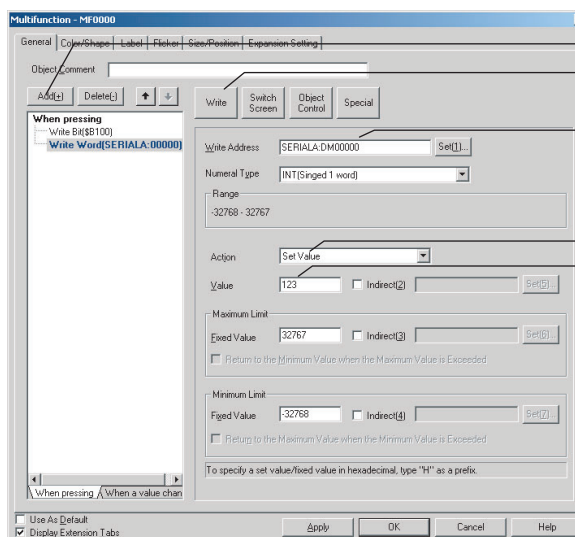 Multifunction - MF0000
General Color/Shape Label Flicker Size/Position Expansion Setting
Object Comment
Add(+) Delete(-)
Write Switch Screen Object Control Special
When pressing
Write Bit($B100)
Write Word(SERIALA:00000)
Write Address SERIALA:DM00000 Set(1)...
Numeral Type INT(Singed 1 word)
Range
-32768 - 32767
Action Set Value
Value 123 Indirect(2) Set(5)...
Maximum Limit
Fixed Value 32767 Indirect(3) Set(6)...
Return to the Minimum Value when the Maximum Value is Exceeded
Minimum Limit
Fixed Value -32768 Indirect(4) Set(7)...
Return to the Maximum Value when the Minimum Value is Exceeded
To specify a set value/fixed value in hexadecimal, type "H" as a prefix.
When pressing When a value chan
Use As Default
Display Extension Tabs
Apply OK Cancel Help